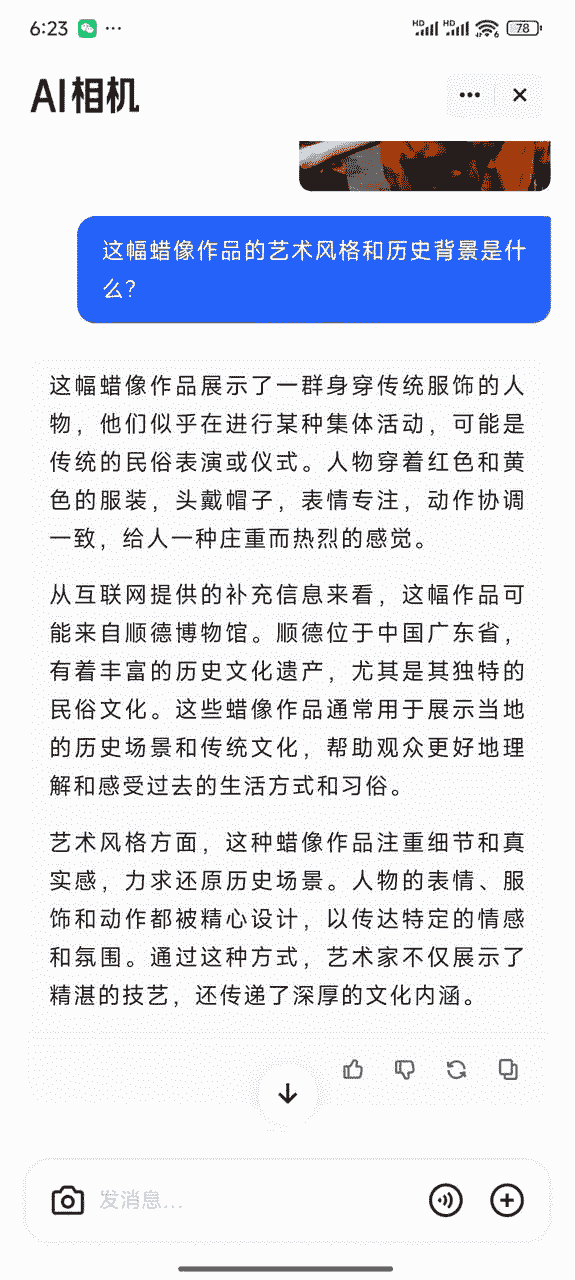 6:23
HD HD 6 78
AI相机
这幅蜡像作品的艺术风格和历史背景是什
么?
这幅蜡像作品展示了一群身穿传统服饰的人
物，他们似乎在进行某种集体活动，可能是
传统的民俗表演或仪式。人物穿着红色和黄
色的服装，头戴帽子，表情专注，动作协调
一致，给人一种庄重而热烈的感觉。
从互联网提供的补充信息来看，这幅作品可
能来自顺德博物馆。顺德位于中国广东省，
有着丰富的历史文化遗产，尤其是其独特的
民俗文化。这些蜡像作品通常用于展示当地
的历史场景和传统文化，帮助观众更好地理
解和感受过去的生活方式和习俗。
艺术风格方面，这种蜡像作品注重细节和真
实感，力求还原历史场景。人物的表情、服
饰和动作都被精心设计，以传达特定的情感
和氛围。通过这种方式，艺术家不仅展示了
精湛的技艺，还传递了深厚的文化内涵。
发消息...